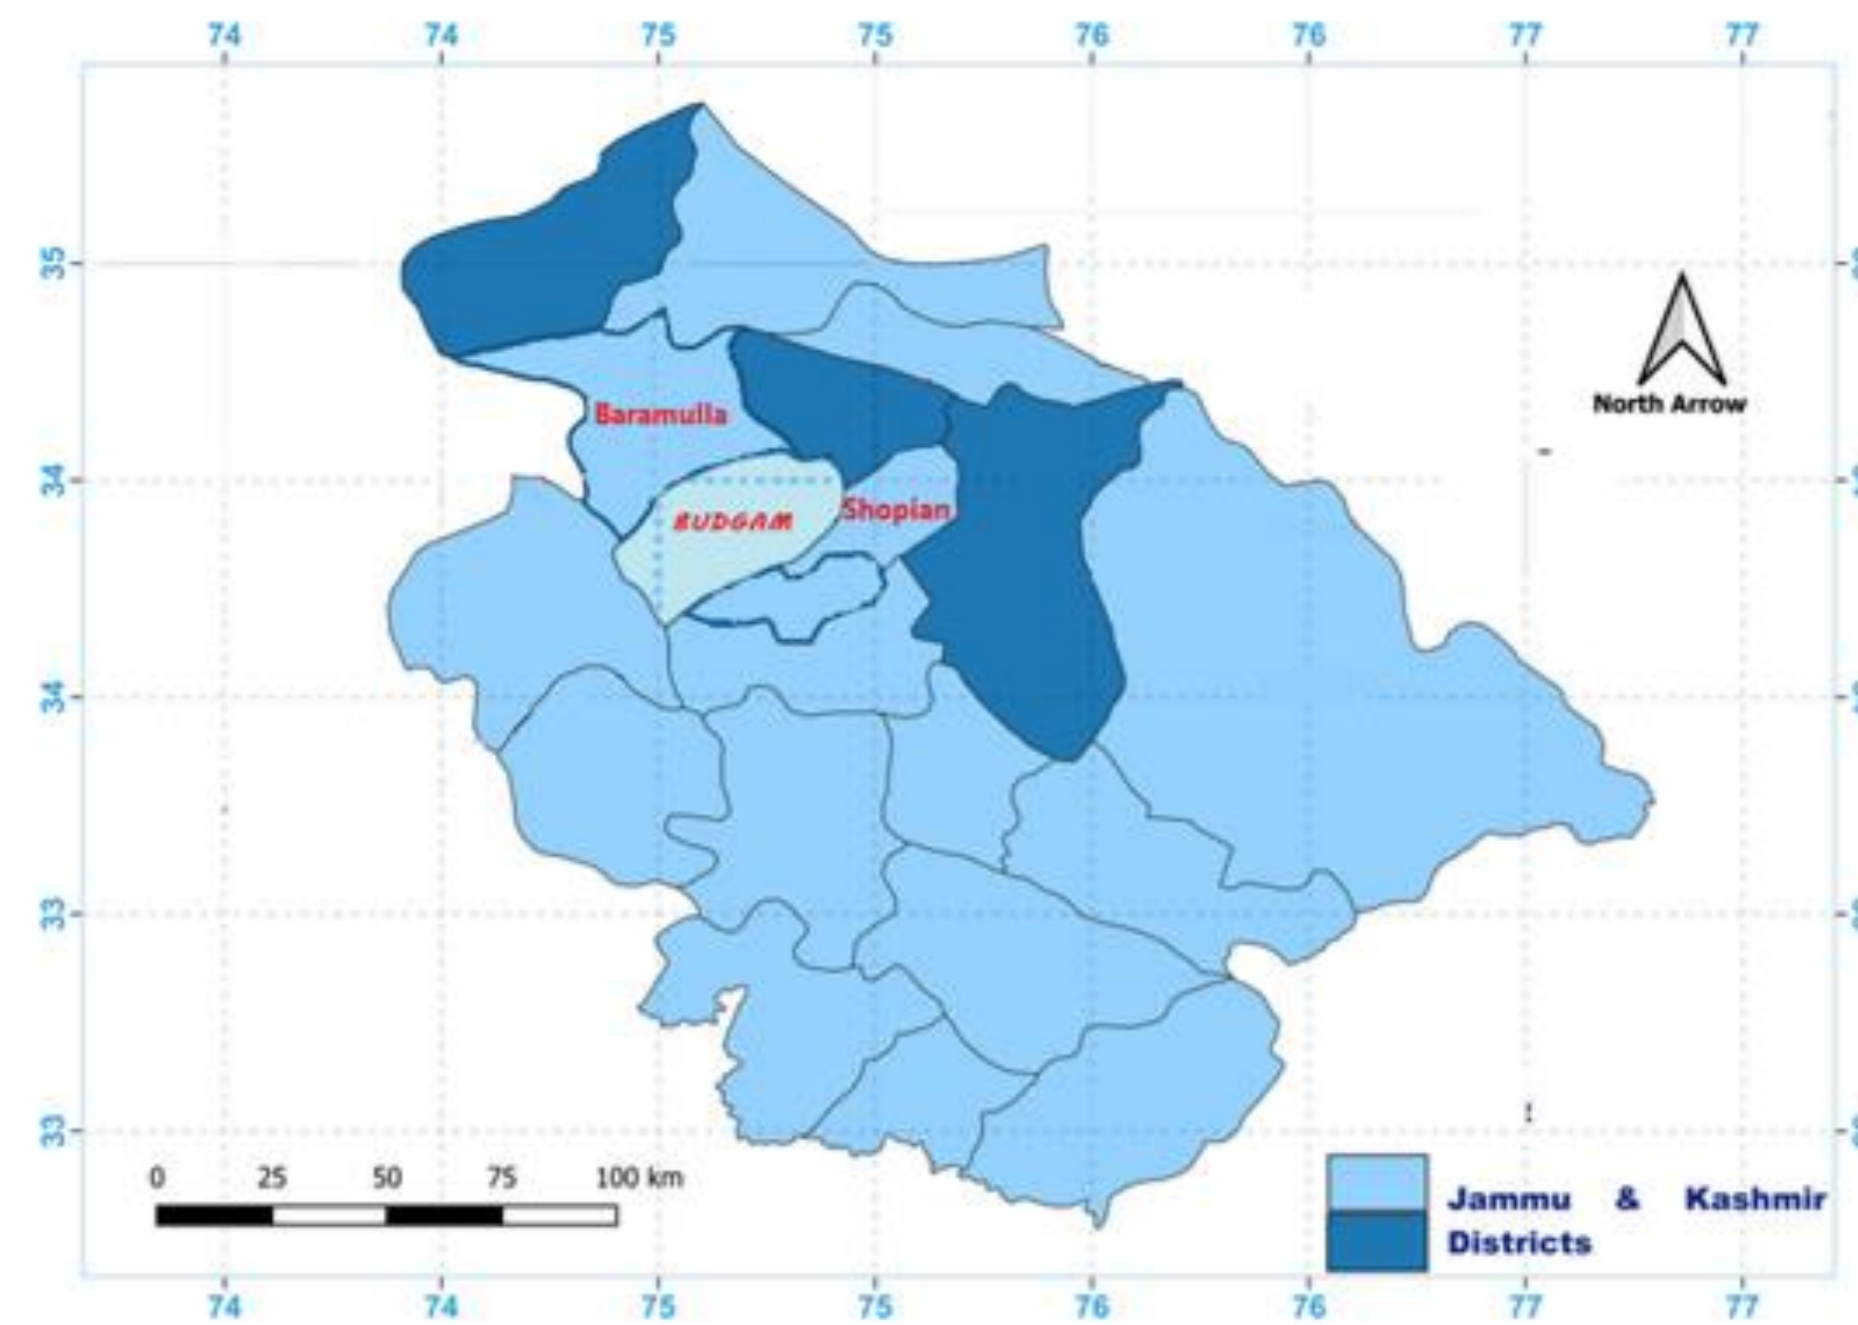 74 74 75 75 76 76 77 77
35
34
34
33
33
North Arrow
Baramulla
BUDGAM
Shopian
0 25 50 75 100 km
Jammu & Kashmir
Districts
74 74 75 75 76 76 77 77